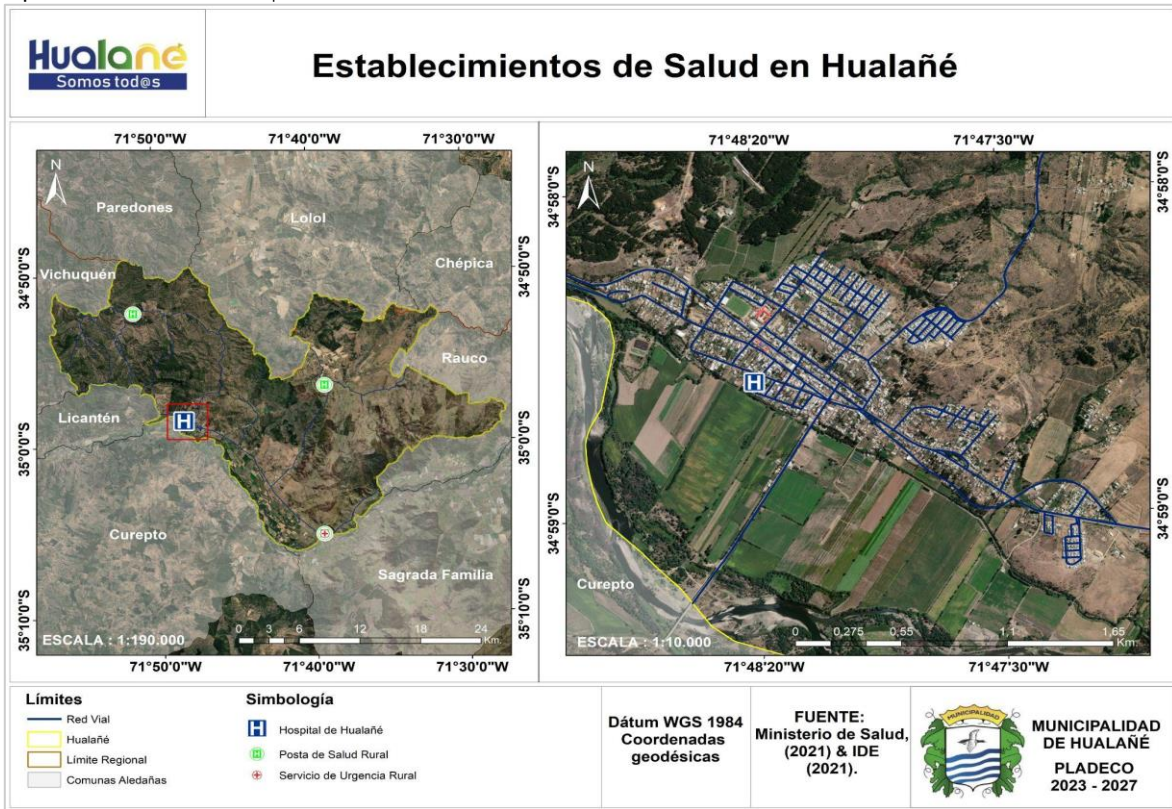 Hualañé
Somos tod@s
Establecimientos de Salud en Hualañé
71°50'0"W
71°40'0"W
71°30'0"W
34°50'0"S
35°0'0"S
35°10'0"S
N
Paredones
Lolol
Vichuquén
Chépica
34°50'0"S
Rauco
Licantén
H
H
H
35°0'0"S
Curepto
Sagrada Familia
35°10'0"S
ESCALA : 1:190.000
0 3 6 12 18 24
Km.
71°50'0"W
71°40'0"W
71°30'0"W
71°48'20"W
71°47'30"W
34°58'0"S
34°59'0"S
N
H
34°58'0"S
34°59'0"S
Curepto
ESCALA : 1:10.000
0 0,275 0,55 1,1 1,65
Km.
71°48'20"W
71°47'30"W
Límites
Red Vial
Hualañé
Límite Regional
Comunas Aledañas
Simbología
H Hospital de Hualañé
H Posta de Salud Rural
Servicio de Urgencia Rural
Dátum WGS 1984
Coordenadas
geodésicas
FUENTE:
Ministerio de Salud,
(2021) & IDE
(2021).
MUNICIPALIDAD
MUNICIPALIDAD
DE HUALAÑÉ
PLADECO
2023 - 2027